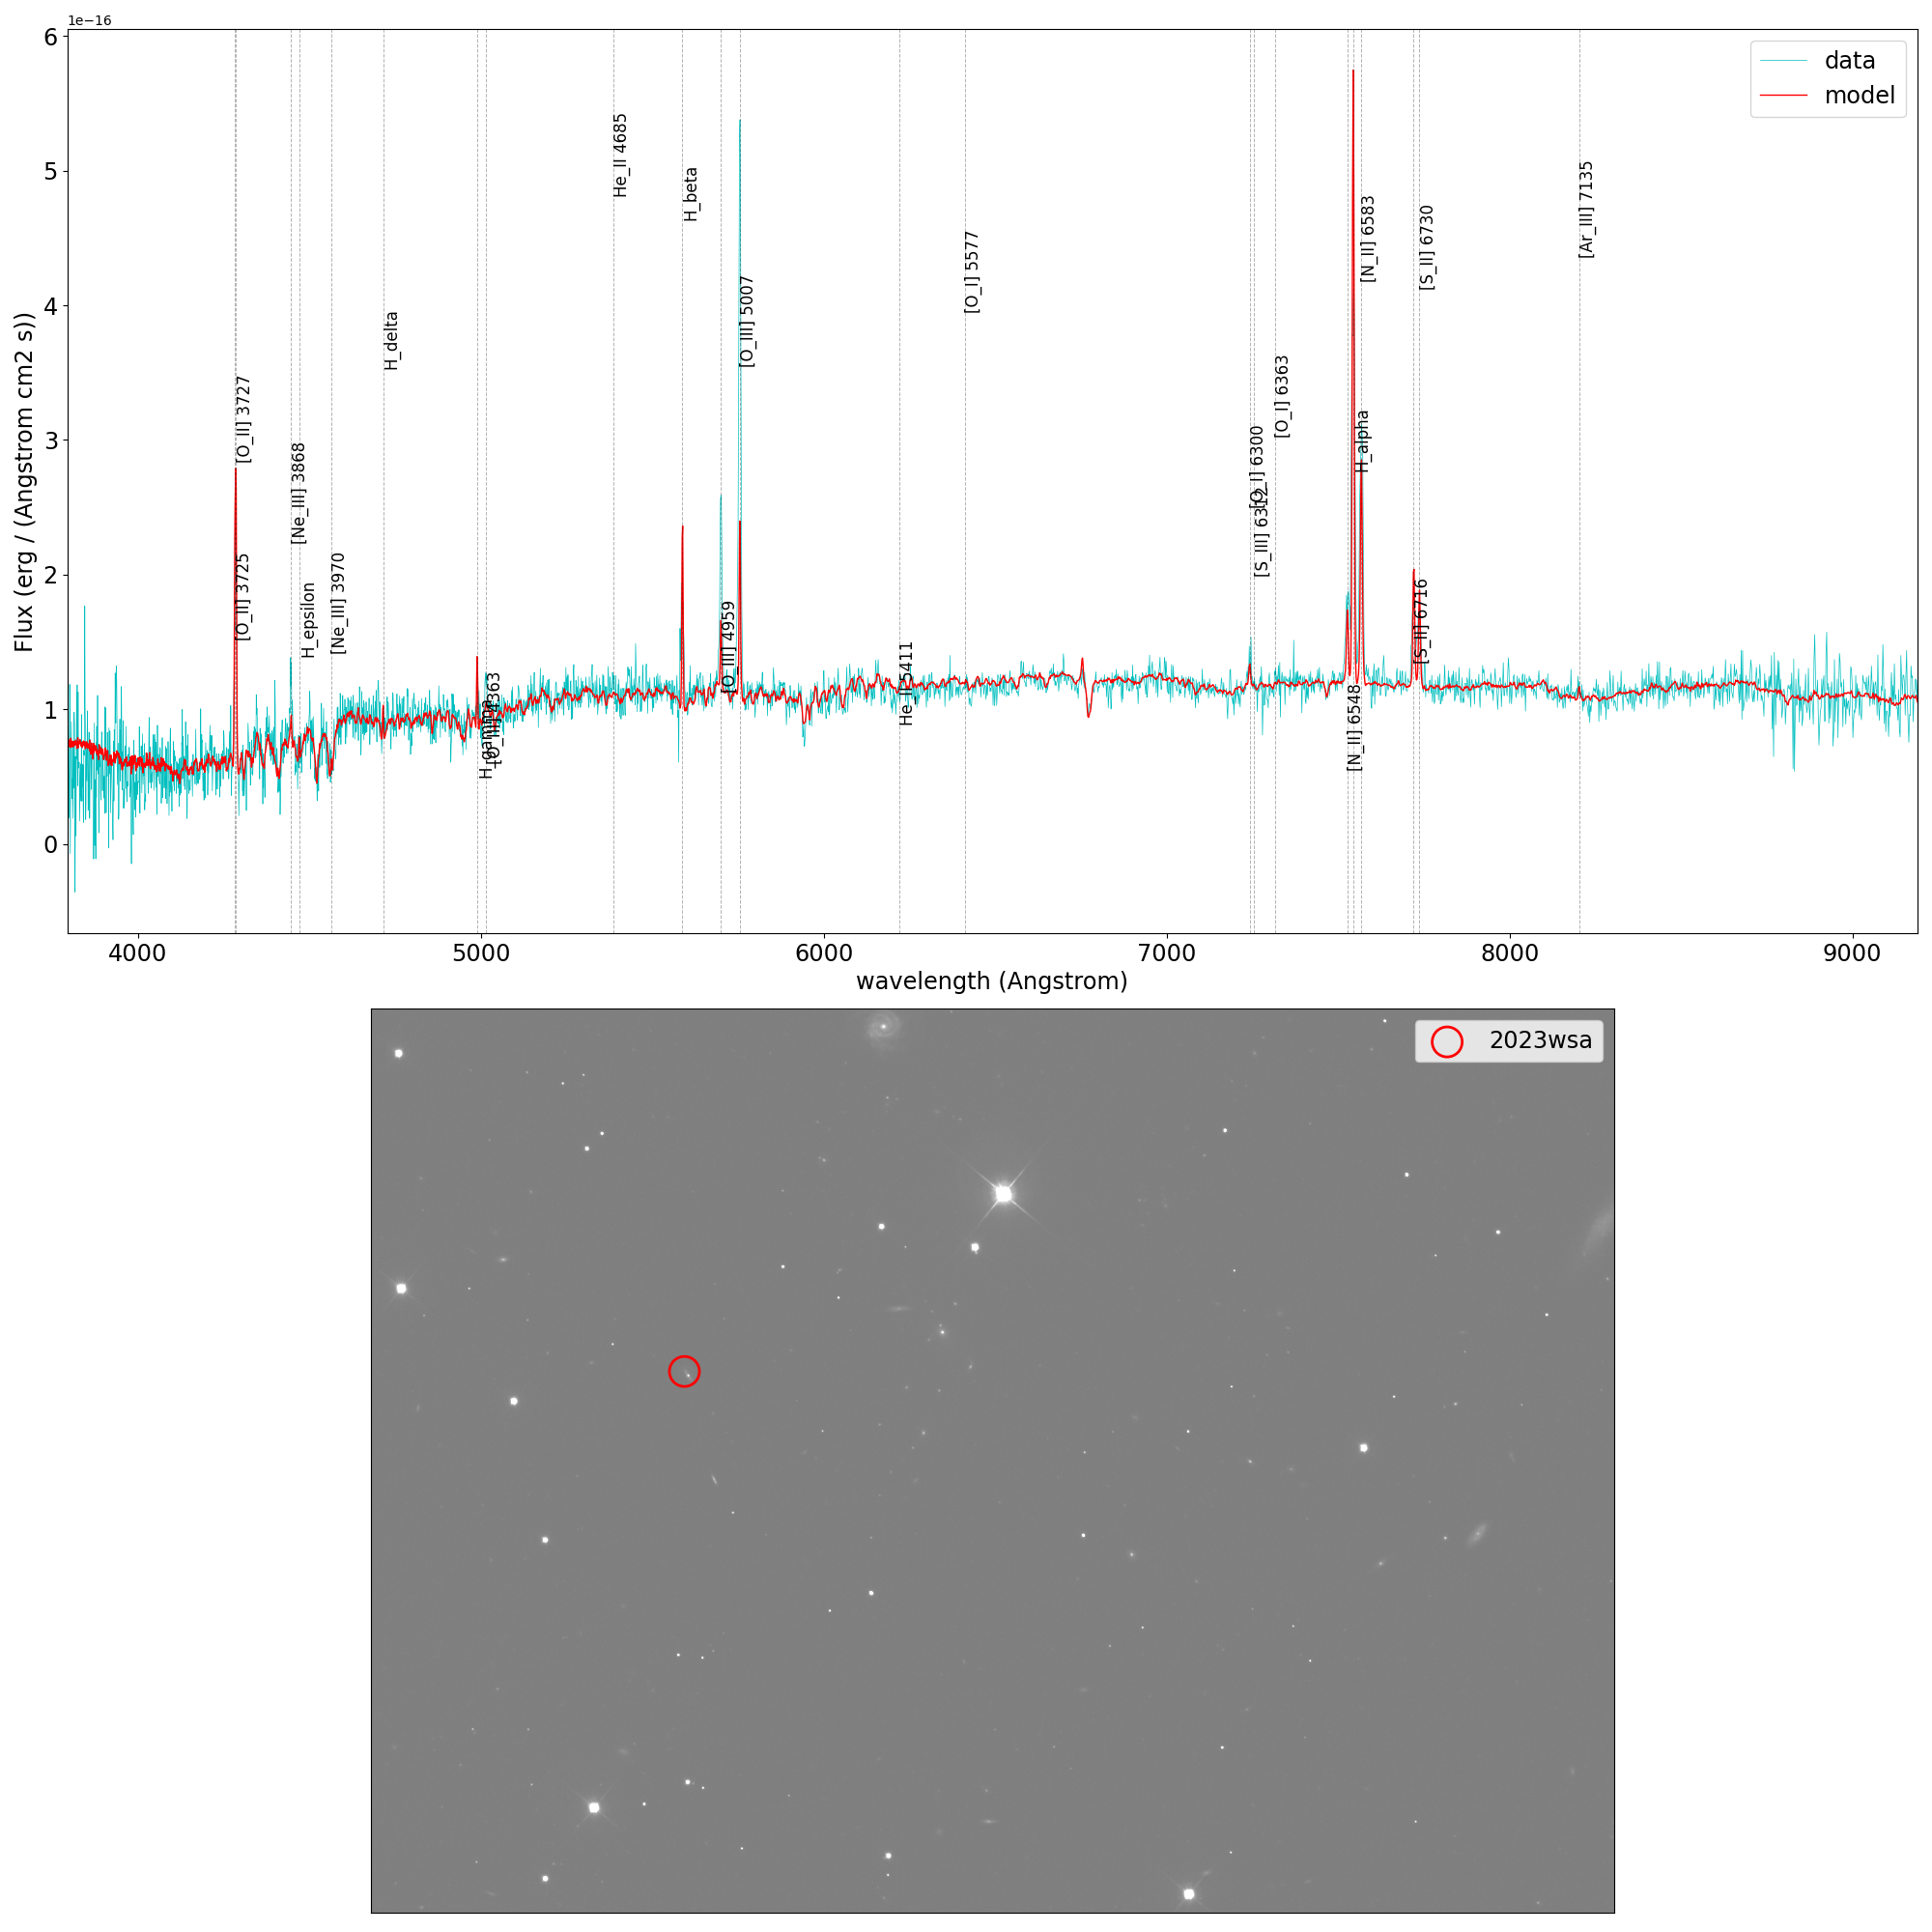 1e−16
6
data
model
He_II 4685
5
H_beta
[Ar_III] 7135
[N_II] 6583
[S_II] 6730
4
[O_I] 5577
H_delta
[O_III] 5007
Flux (erg / (Angstrom cm2 s))
3
[O_II] 3727
[Ne_III] 3868
[O_I] 6300
[O_I] 6363
H_alpha
2
[O_II] 3725
H_epsilon
[Ne_III] 3970
[S_III] 6312
[O_III] 4959
[S_II] 6716
1
H_gamma
[O_III] 4363
He_II 5411
[N_II] 6548
0
4000 5000 6000 7000 8000 9000
wavelength (Angstrom)
2023wsa